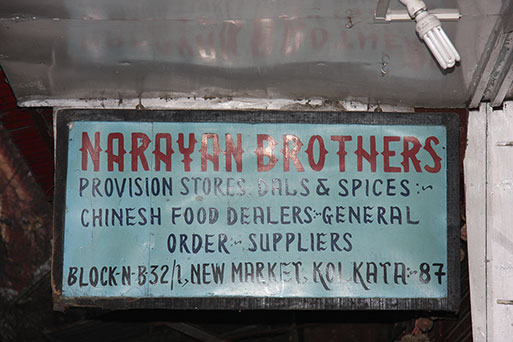 NARAYAN BROTHERS
PROVISION STORES. DALS & SPICES:~
CHINESH FOOD DEALERS~GENERAL
ORDER~ SUPPLIERS
BLOCK-N-B32/1, NEW MARKET, KOLKATA~87